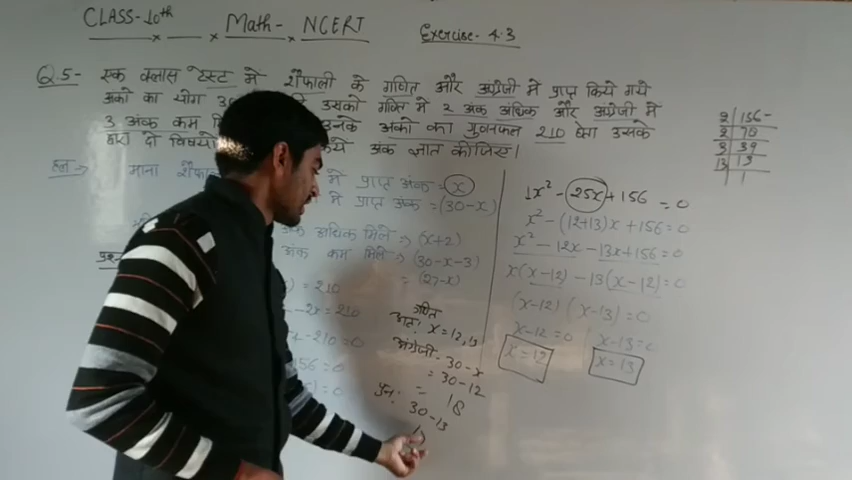 CLASS-10th Math- NCERT Exercise- 4.3
Q.5- एक क्लास टेस्ट मे शैफाली के गणित और अंग्रेजी मे प्राप्त किये गये
अंको का योग 30 उसको गणित मे 2 अंक अधिक और अंग्रेजी मे
3 अंक कम उनके अंको का गुणनफल 210 होता उसके
द्वारा दो विषयो किये अंक ज्ञात कीजिए।
हल→ माना शैफाली मे प्राप्त अंक = x
मे प्राप्त अंक = (30-x)
अंक अधिक मिले ⇒ (x+2)
अंक कम मिले ⇒ (30-x-3)
= (27-x)
) = 210
-2x = 210
-210 = 0
156 = 0
) = 0
गणित
अतः x = 12, 13
अंग्रेजी - 30-x
= 30-12
= 18
पुनः
30-13
1x² - 25x + 156 = 0
x² - (12+13)x + 156 = 0
x² - 12x - 13x + 156 = 0
x(x-12) - 13(x-12) = 0
(x-12) (x-13) = 0
x-12 = 0 x-13 = 0
x = 12 x = 13
2 | 156
2 | 78
3 | 39
13 | 13
1